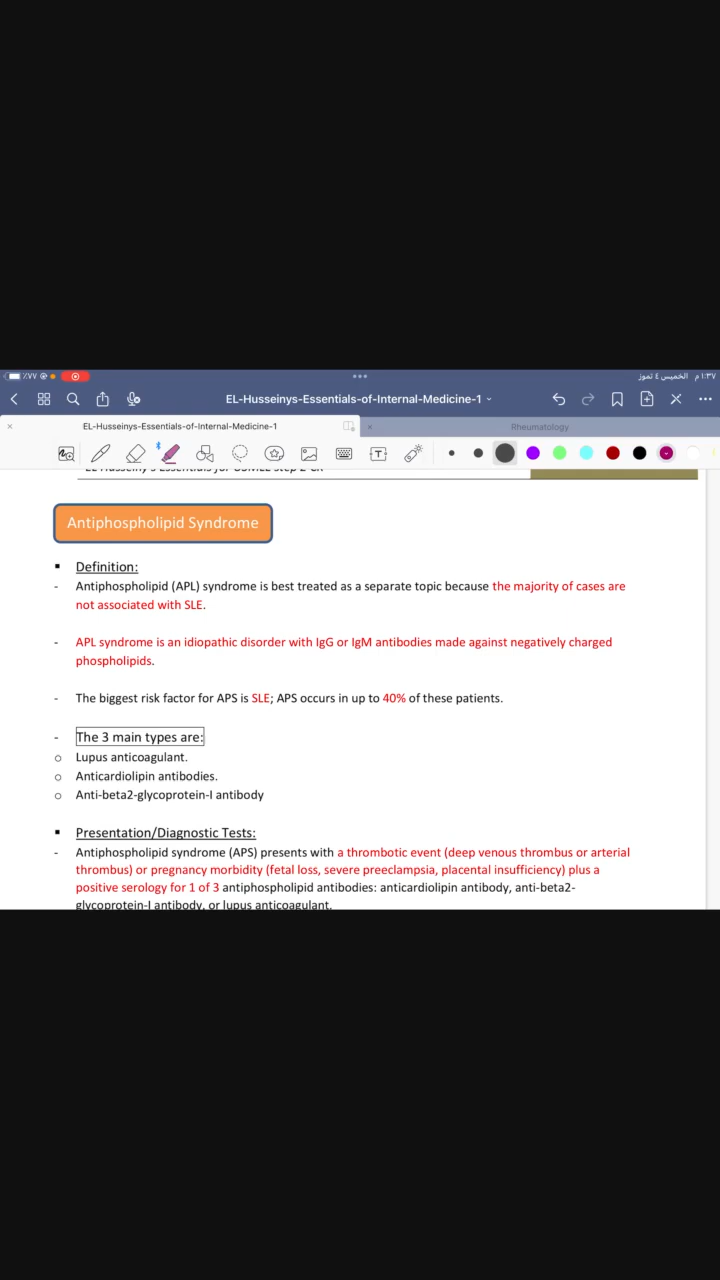 ٪٧٧
•••
١:٣٧ م الخميس ٤ تموز
EL-Husseinys-Essentials-of-Internal-Medicine-1
EL-Husseinys-Essentials-of-Internal-Medicine-1
Rheumatology
Antiphospholipid Syndrome
▪ Definition:
- Antiphospholipid (APL) syndrome is best treated as a separate topic because the majority of cases are
not associated with SLE.
- APL syndrome is an idiopathic disorder with IgG or IgM antibodies made against negatively charged
phospholipids.
- The biggest risk factor for APS is SLE; APS occurs in up to 40% of these patients.
- The 3 main types are:
o Lupus anticoagulant.
o Anticardiolipin antibodies.
o Anti-beta2-glycoprotein-I antibody
▪ Presentation/Diagnostic Tests:
- Antiphospholipid syndrome (APS) presents with a thrombotic event (deep venous thrombus or arterial
thrombus) or pregnancy morbidity (fetal loss, severe preeclampsia, placental insufficiency) plus a
positive serology for 1 of 3 antiphospholipid antibodies: anticardiolipin antibody, anti-beta2-
glycoprotein-I antibody, or lupus anticoagulant.